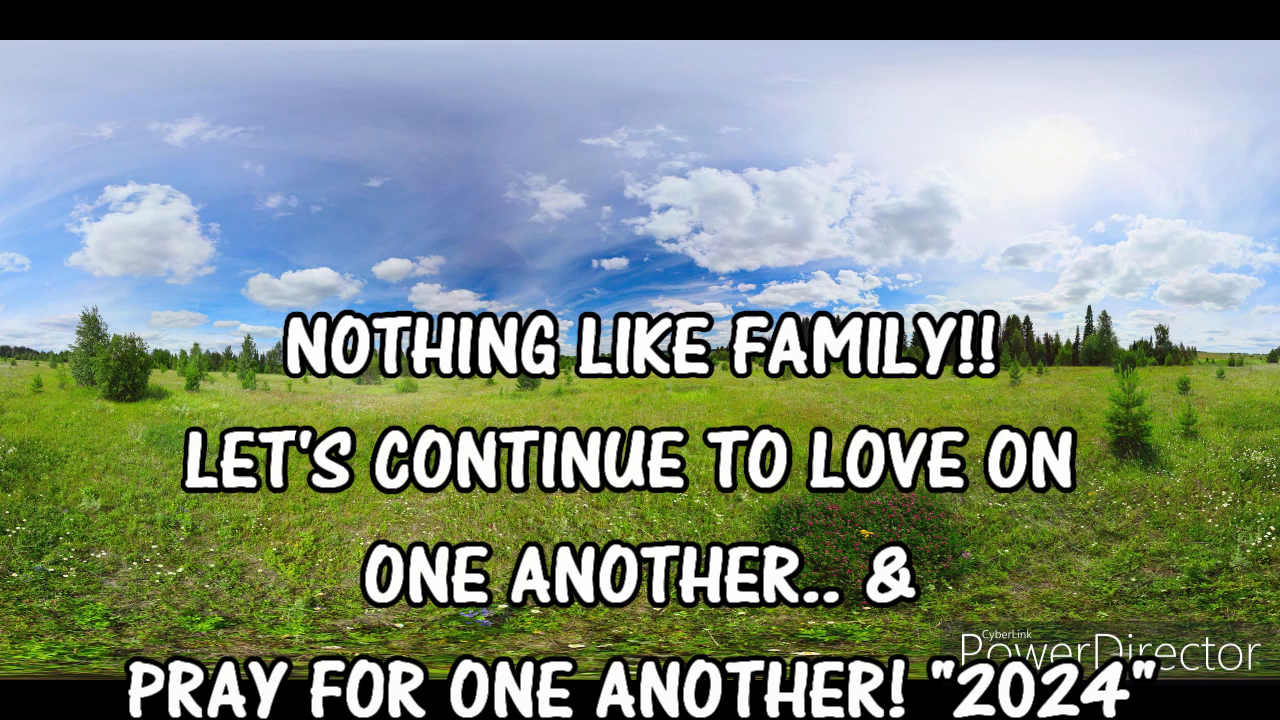 NOTHING LIKE FAMILY!!
LET'S CONTINUE TO LOVE ON
ONE ANOTHER.. &
CyberLink
PowerDirector
PRAY FOR ONE ANOTHER! "2024"